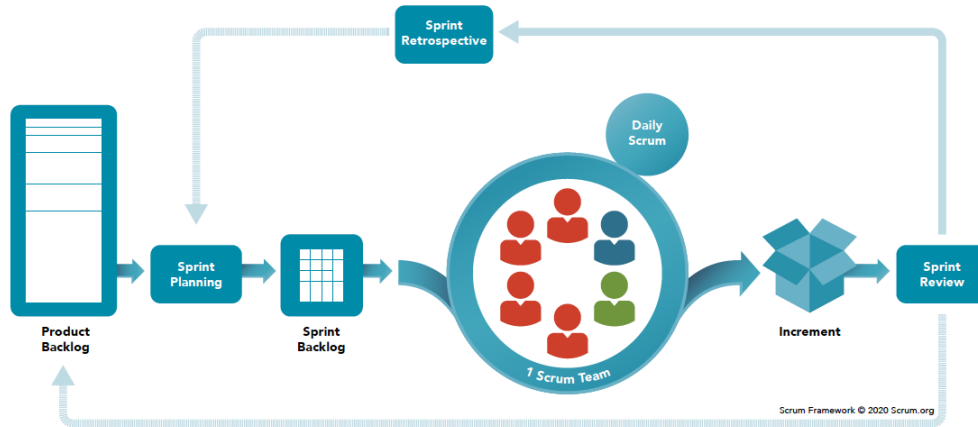 Sprint
Retrospective
Daily
Scrum
Sprint
Planning
Sprint
Review
Product
Backlog
Sprint
Backlog
Increment
1 Scrum Team
Scrum Framework © 2020 Scrum.org